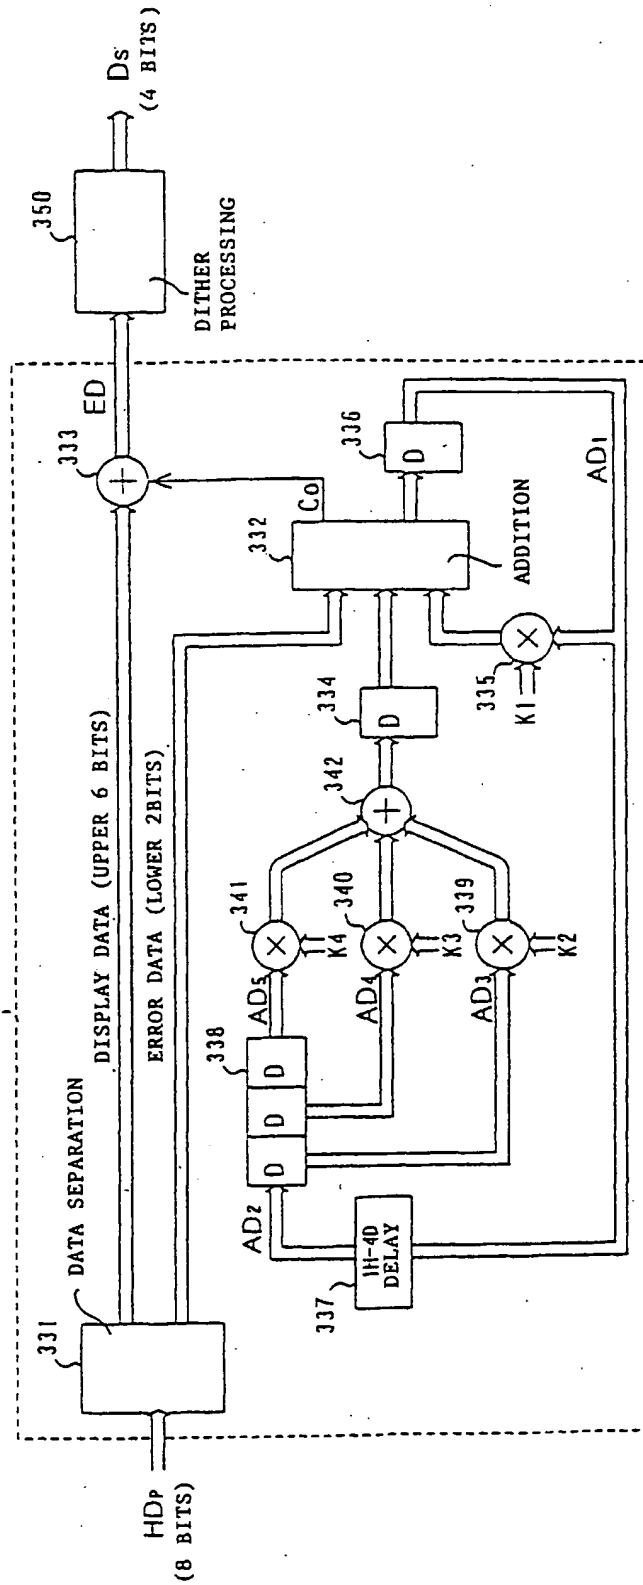 HDP
(8 BITS)
331
DATA SEPARATION
DISPLAY DATA (UPPER 6 BITS)
ERROR DATA (LOWER 2BITS)
333
ED
350
DITHER
PROCESSING
Ds
(4 BITS)
337
1H-4D
DELAY
AD2
338
D
D
D
AD5
AD4
AD3
341
×
K4
340
×
K3
339
×
K2
342
+
334
D
332
Co
ADDITION
336
D
335
×
K1
AD1
+